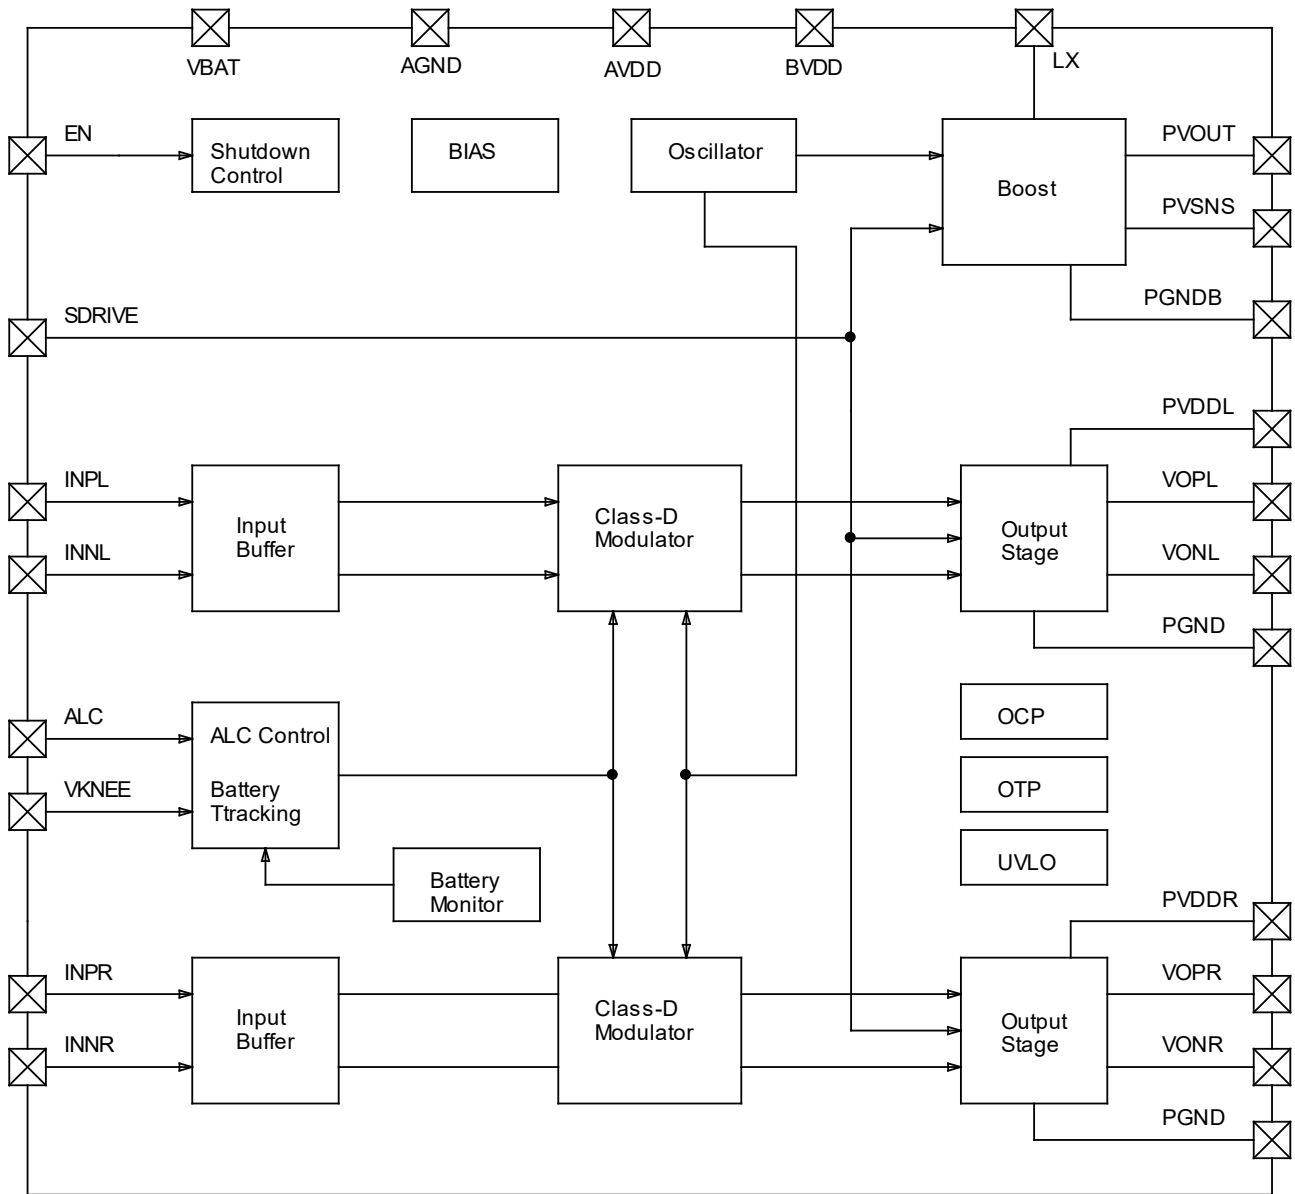 VBAT
AGND
AVDD
BVDD
LX
EN
Shutdown
Control
BIAS
Oscillator
Boost
PVOUT
PVSNS
PGNDB
SDRIVE
PVDDL
INPL
INNL
Input
Buffer
Class-D
Modulator
Output
Stage
VOPL
VONL
PGND
ALC
VKNEE
ALC Control
Battery
Ttracking
Battery
Monitor
OCP
OTP
UVLO
PVDDR
INPR
INNR
Input
Buffer
Class-D
Modulator
Output
Stage
VOPR
VONR
PGND